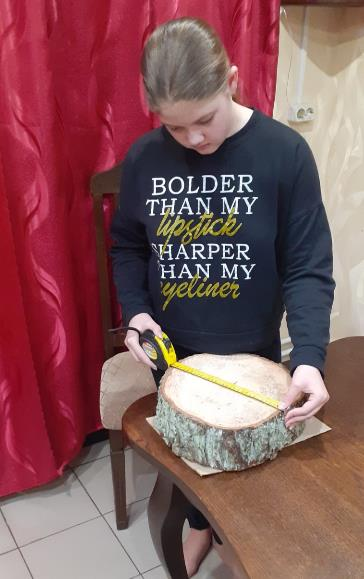 BOLDER
THAN MY
lipstick
SHARPER
THAN MY
eyeliner